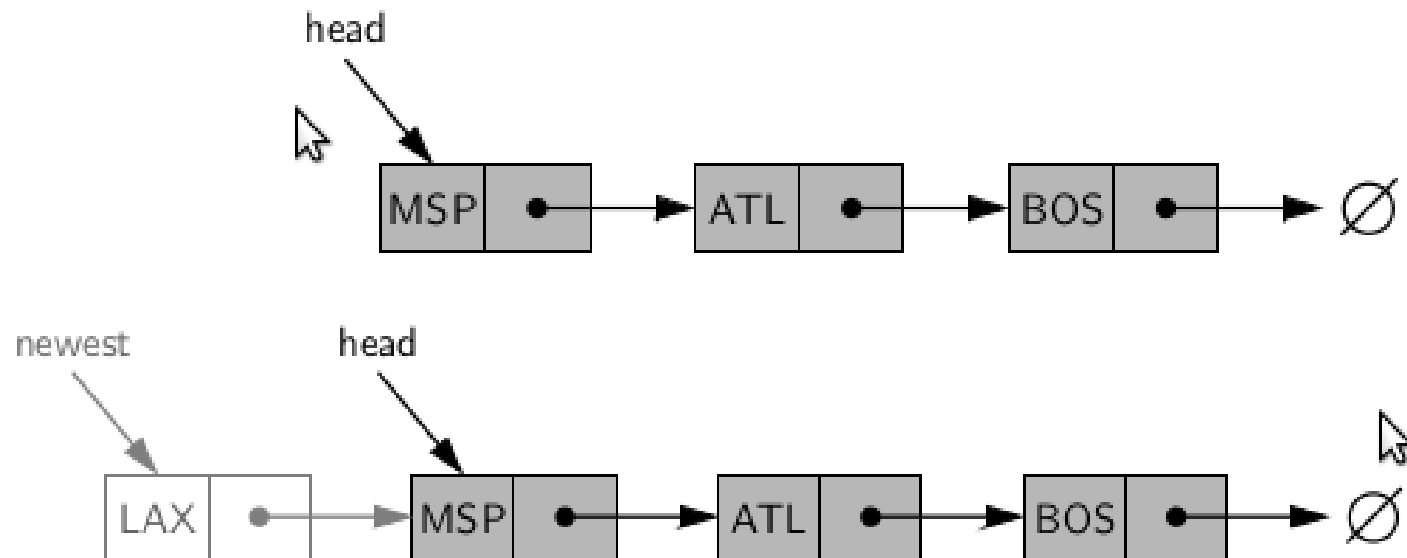 head
MSP ATL BOS ∅
newest head
LAX MSP ATL BOS ∅